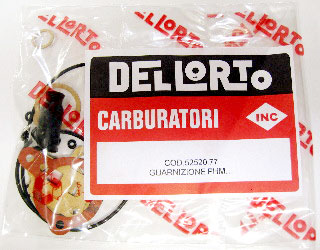 DELLORTO
CARBURATORI
INC
COD.52520.77
GUARNIZIONE PHM..